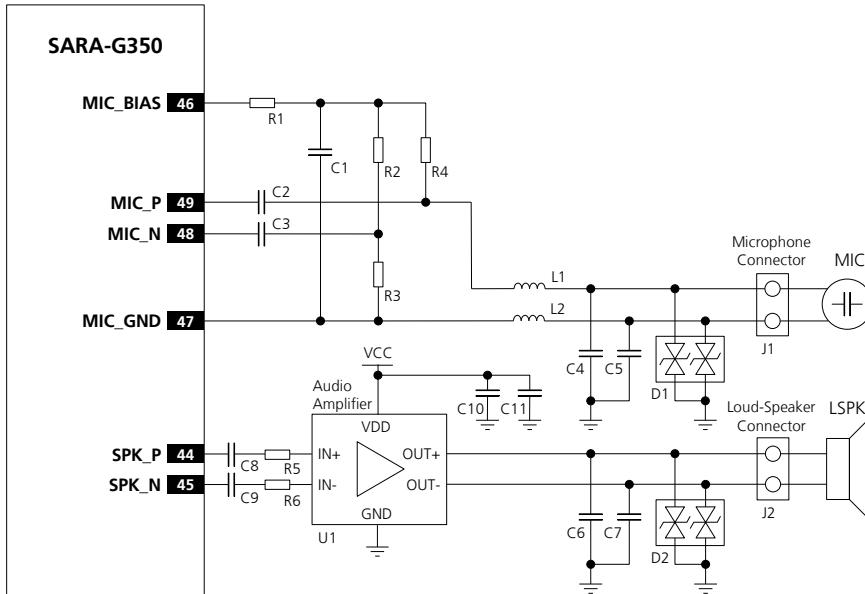 SARA-G350
MIC_BIAS 46
R1
C1
R2
R4
MIC_P 49
C2
MIC_N 48
C3
R3
MIC_GND 47
L1
L2
Microphone
Connector
MIC
C4
C5
D1
J1
VCC
Audio
Amplifier
C10
C11
VDD
IN+
OUT+
IN-
OUT-
GND
U1
SPK_P 44
C8
R5
SPK_N 45
C9
R6
Loud-Speaker
Connector
LSPK
C6
C7
D2
J2